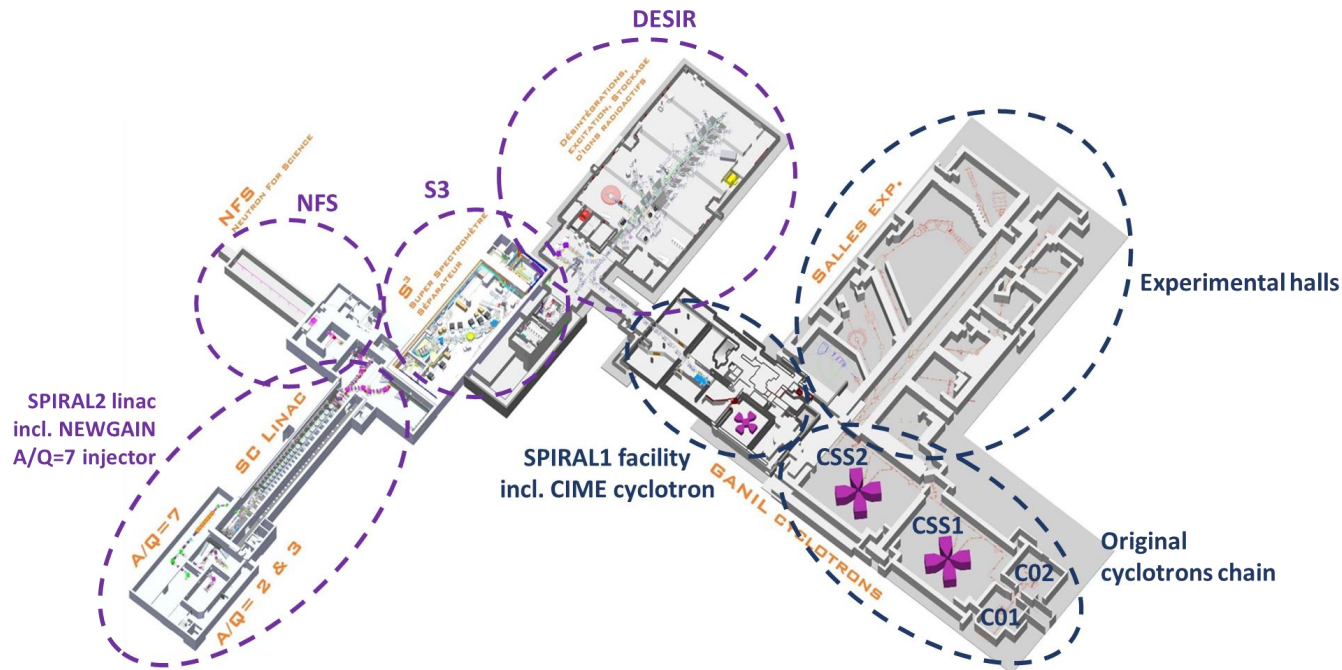 DESIR
DÉSINTÉGRATIONS,
EXCITATION, STOCKAGE
D'IONS RADIOACTIFS
NFS
NEUTRON FOR SCIENCE
NFS
S3
S³
SUPER SPECTROMÈTRE
SÉPARATEUR
SALLES EXP.
Experimental halls
SPIRAL2 linac
incl. NEWGAIN
A/Q=7 injector
SC LINAC
A/Q=7
A/Q= 2 & 3
SPIRAL1 facility
incl. CIME cyclotron
GANIL CYCLOTRONS
CSS2
CSS1
C02
C01
Original
cyclotrons chain